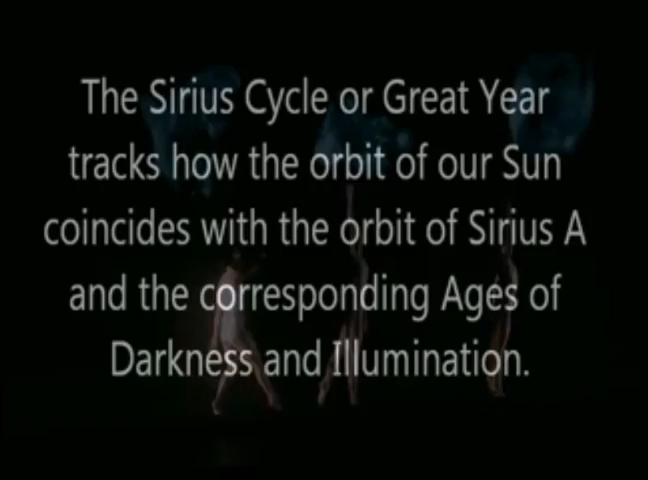 The Sirius Cycle or Great Year
tracks how the orbit of our Sun
coincides with the orbit of Sirius A
and the corresponding Ages of
Darkness and Illumination.